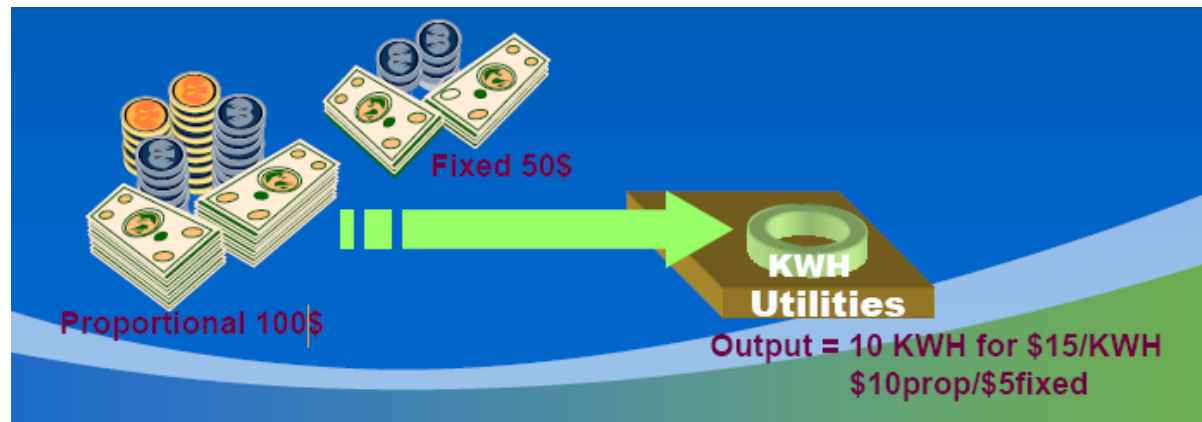 Fixed 50$
Proportional 100$
KWH
Utilities
Output = 10 KWH for $15/KWH
$10prop/$5fixed